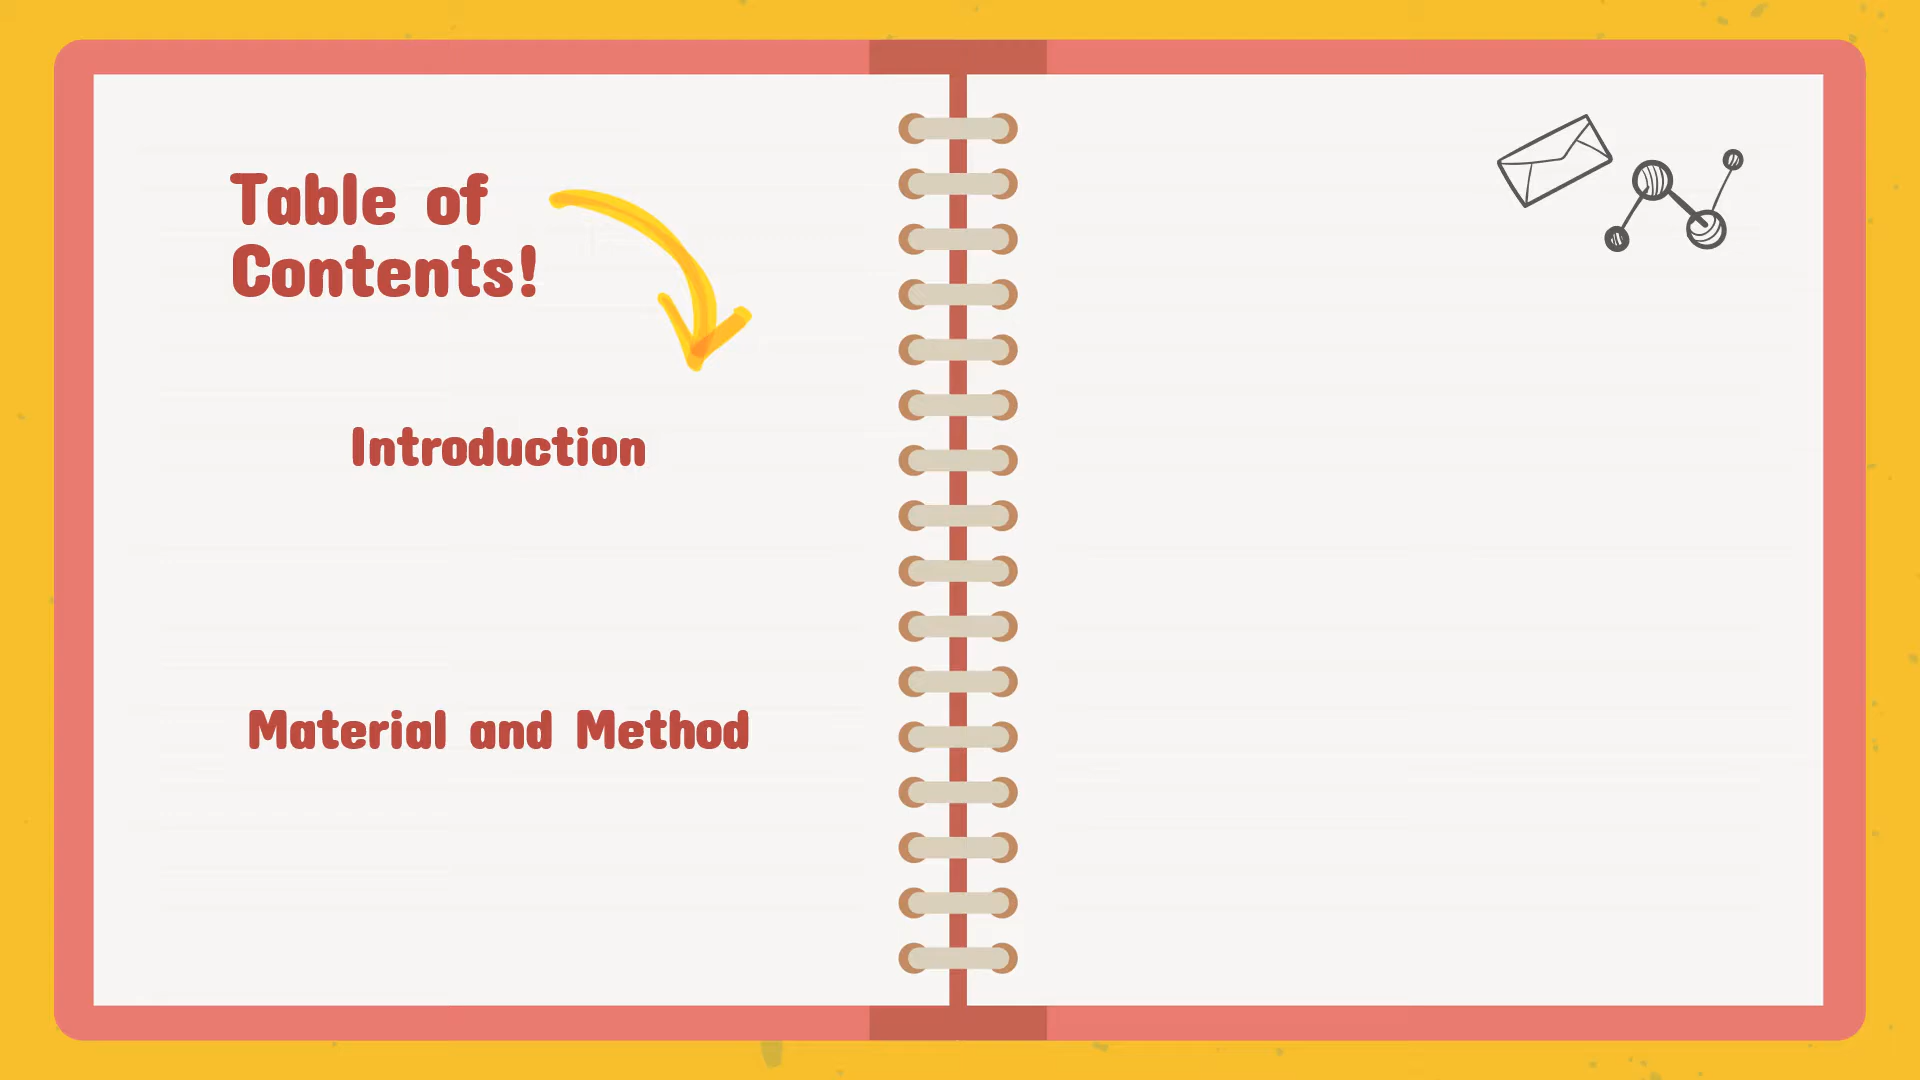 Table of
Contents!
Introduction
Material and Method